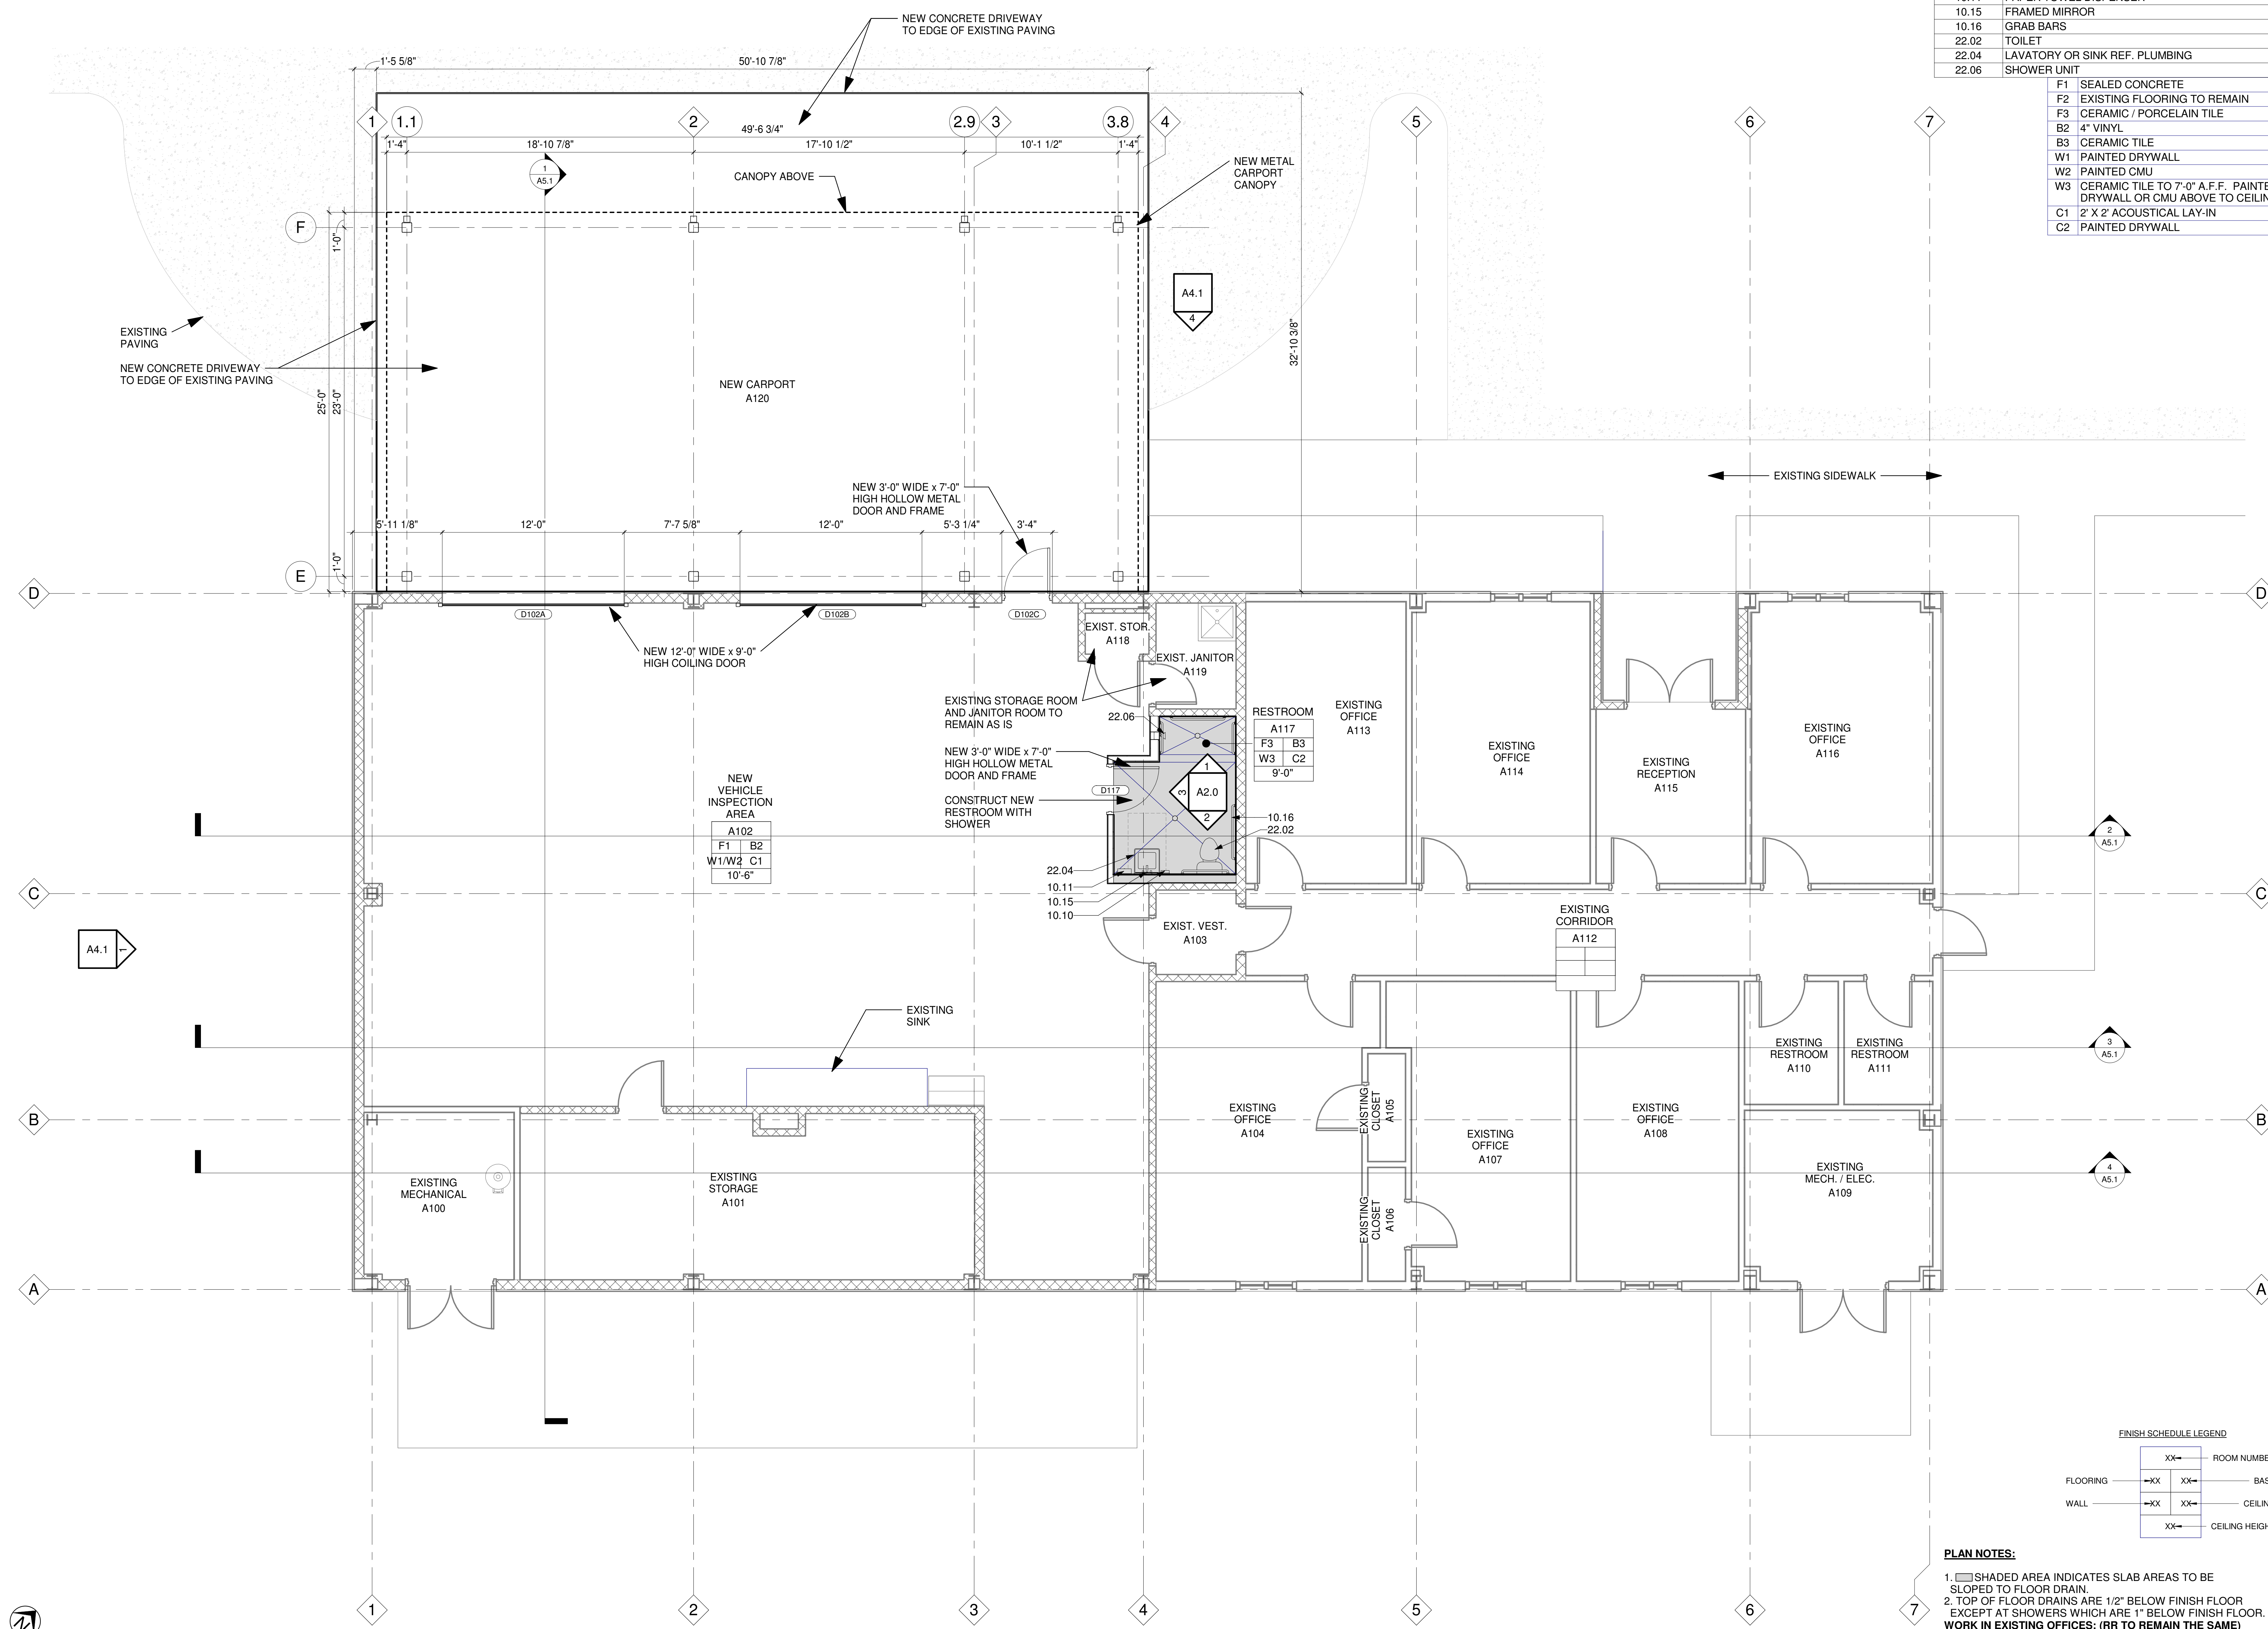 NEW CONCRETE DRIVEWAY
TO EDGE OF EXISTING PAVING
10.15 FRAMED MIRROR
10.16 GRAB BARS
22.02 TOILET
22.04 LAVATORY OR SINK REF. PLUMBING
22.06 SHOWER UNIT
F1 SEALED CONCRETE
F2 EXISTING FLOORING TO REMAIN
F3 CERAMIC / PORCELAIN TILE
B2 4" VINYL
B3 CERAMIC TILE
W1 PAINTED DRYWALL
W2 PAINTED CMU
W3 CERAMIC TILE TO 7'-0" A.F.F.
DRYWALL OR CMU ABOVE TO
C1 2' X 2' ACOUSTICAL LAY-IN
C2 PAINTED DRYWALL
1'-5 5/8"
50'-10 7/8"
1
1.1
2
2.9
3
3.8
4
5
6
7
49'-6 3/4"
1'-4"
18'-10 7/8"
17'-10 1/2"
10'-1 1/2"
1'-4"
1
A5.1
CANOPY ABOVE
NEW METAL
CARPORT
CANOPY
F
1'-0"
25'-0"
23'-0"
1'-0"
E
32'-10 3/8"
A4.1
4
EXISTING
PAVING
NEW CONCRETE DRIVEWAY
TO EDGE OF EXISTING PAVING
NEW CARPORT
A120
NEW 3'-0" WIDE x 7'-0"
HIGH HOLLOW METAL
DOOR AND FRAME
EXISTING SIDEWALK
5'-11 1/8"
12'-0"
7'-7 5/8"
12'-0"
5'-3 1/4"
3'-4"
D
D
D102A
D102B
D102C
NEW 12'-0" WIDE x 9'-0"
HIGH COILING DOOR
EXIST. STOR.
A118
EXIST. JANITOR
A119
EXISTING STORAGE ROOM
AND JANITOR ROOM TO
REMAIN AS IS
22.06
NEW 3'-0" WIDE x 7'-0"
HIGH HOLLOW METAL
DOOR AND FRAME
D117
CONSTRUCT NEW
RESTROOM WITH
SHOWER
1
3
A2.0
2
RESTROOM
A117
F3 B3
W3 C2
9'-0"
10.16
22.02
22.04
10.11
10.15
10.10
EXISTING
OFFICE
A113
EXISTING
OFFICE
A114
EXISTING
RECEPTION
A115
EXISTING
OFFICE
A116
NEW
VEHICLE
INSPECTION
AREA
A102
F1 B2
W1/W2 C1
10'-6"
2
A5.1
C
C
A4.1
1
EXIST. VEST.
A103
EXISTING
CORRIDOR
A112
EXISTING
SINK
3
A5.1
EXISTING
RESTROOM
A110
EXISTING
RESTROOM
A111
B
B
EXISTING
OFFICE
A104
EXISTING
CLOSET
A105
EXISTING
OFFICE
A107
EXISTING
OFFICE
A108
EXISTING
CLOSET
A106
EXISTING
MECHANICAL
A100
EXISTING
STORAGE
A101
EXISTING
MECH. / ELEC.
A109
4
A5.1
A
A
FINISH SCHEDULE LEGEND
XX ROOM
FLOORING XX XX
WALL XX XX
XX CEILING
PLAN NOTES:
1. SHADED AREA INDICATES SLAB AREAS TO BE
SLOPED TO FLOOR DRAIN.
2. TOP OF FLOOR DRAINS ARE 1/2" BELOW FINISH FLOOR
EXCEPT AT SHOWERS WHICH ARE 1" BELOW FINISH FLOOR.
WORK IN EXISTING OFFICES: (RR TO REMAIN THE SAME)
1
2
3
4
5
6
7